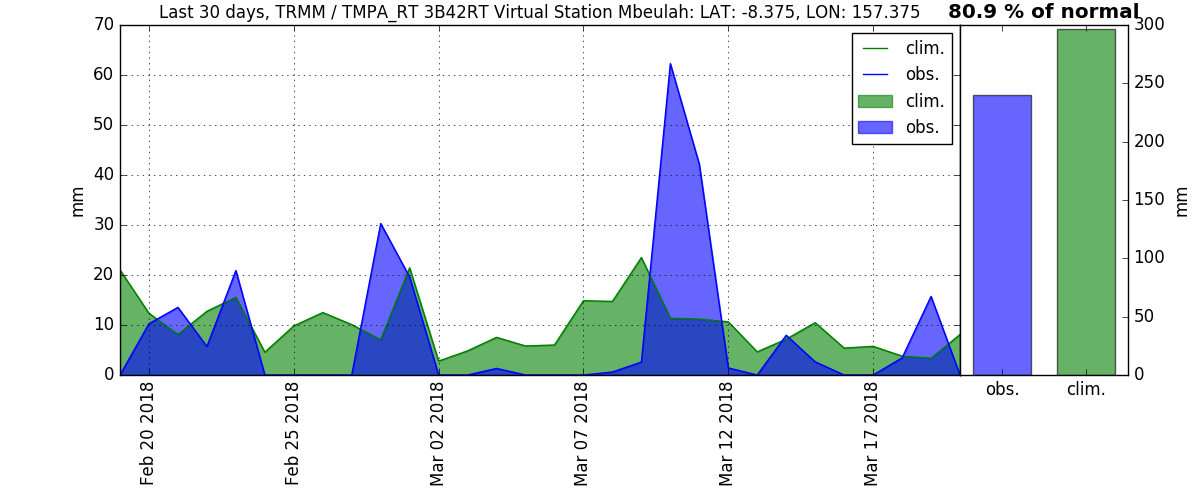 Last 30 days, TRMM / TMPA_RT 3B42RT Virtual Station Mbeulah: LAT: -8.375, LON: 157.375
80.9 % of normal
clim.
obs.
clim.
obs.
70
60
50
40
30
20
10
0
mm
300
250
200
150
100
50
0
mm
Feb 20 2018
Feb 25 2018
Mar 02 2018
Mar 07 2018
Mar 12 2018
Mar 17 2018
obs.
clim.